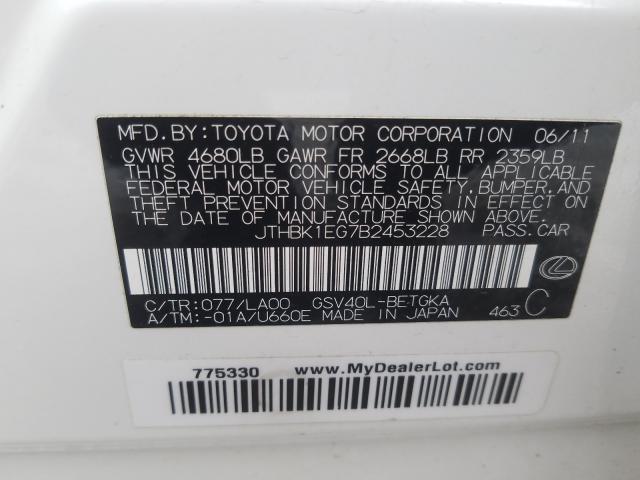 MFD. BY: TOYOTA MOTOR CORPORATION 06/11
GVWR 4680LB GAWR FR 2668LB RR 2359LB
THIS VEHICLE CONFORMS TO ALL APPLICABLE
FEDERAL MOTOR VEHICLE SAFETY, BUMPER, AND
THEFT PREVENTION STANDARDS IN EFFECT ON
THE DATE OF MANUFACTURE SHOWN ABOVE.
JTHBK1EG7B2453228 PASS. CAR
C/TR: 077/LA00 GSV40L-BETGKA
A/TM: -01A/U660E MADE IN JAPAN 463 C
775330 www.MyDealerLot.com